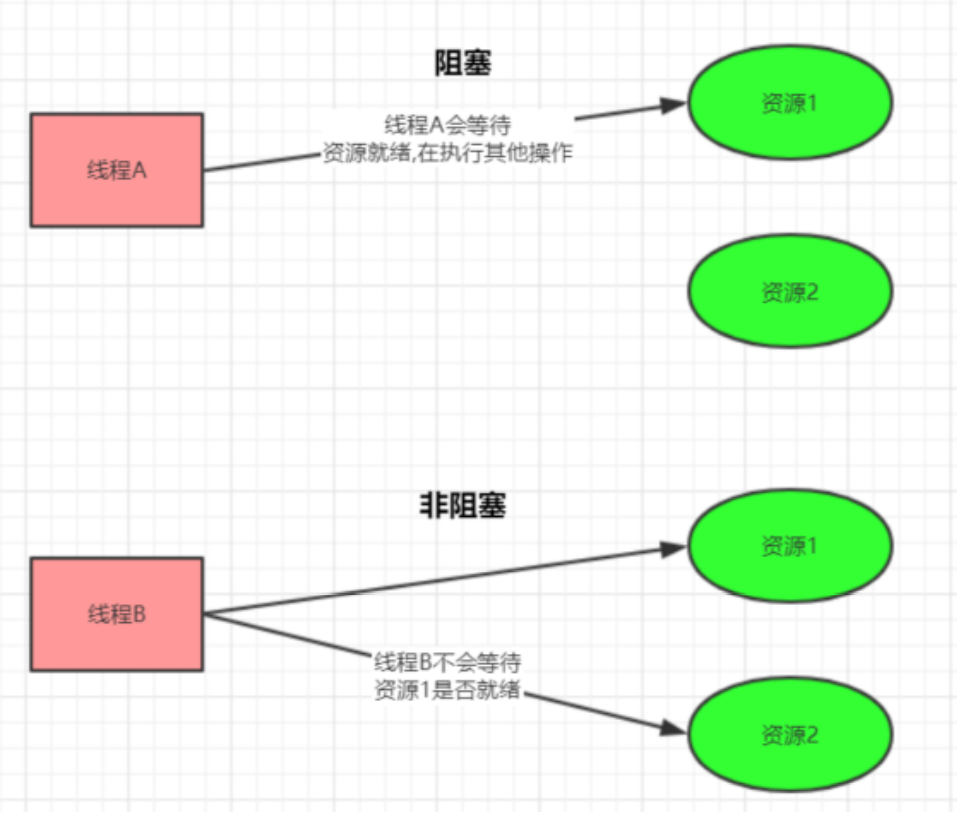 阻塞
线程A
线程A会等待
资源就绪,在执行其他操作
资源1
资源2
非阻塞
线程B
线程B不会等待
资源1是否就绪
资源1
资源2